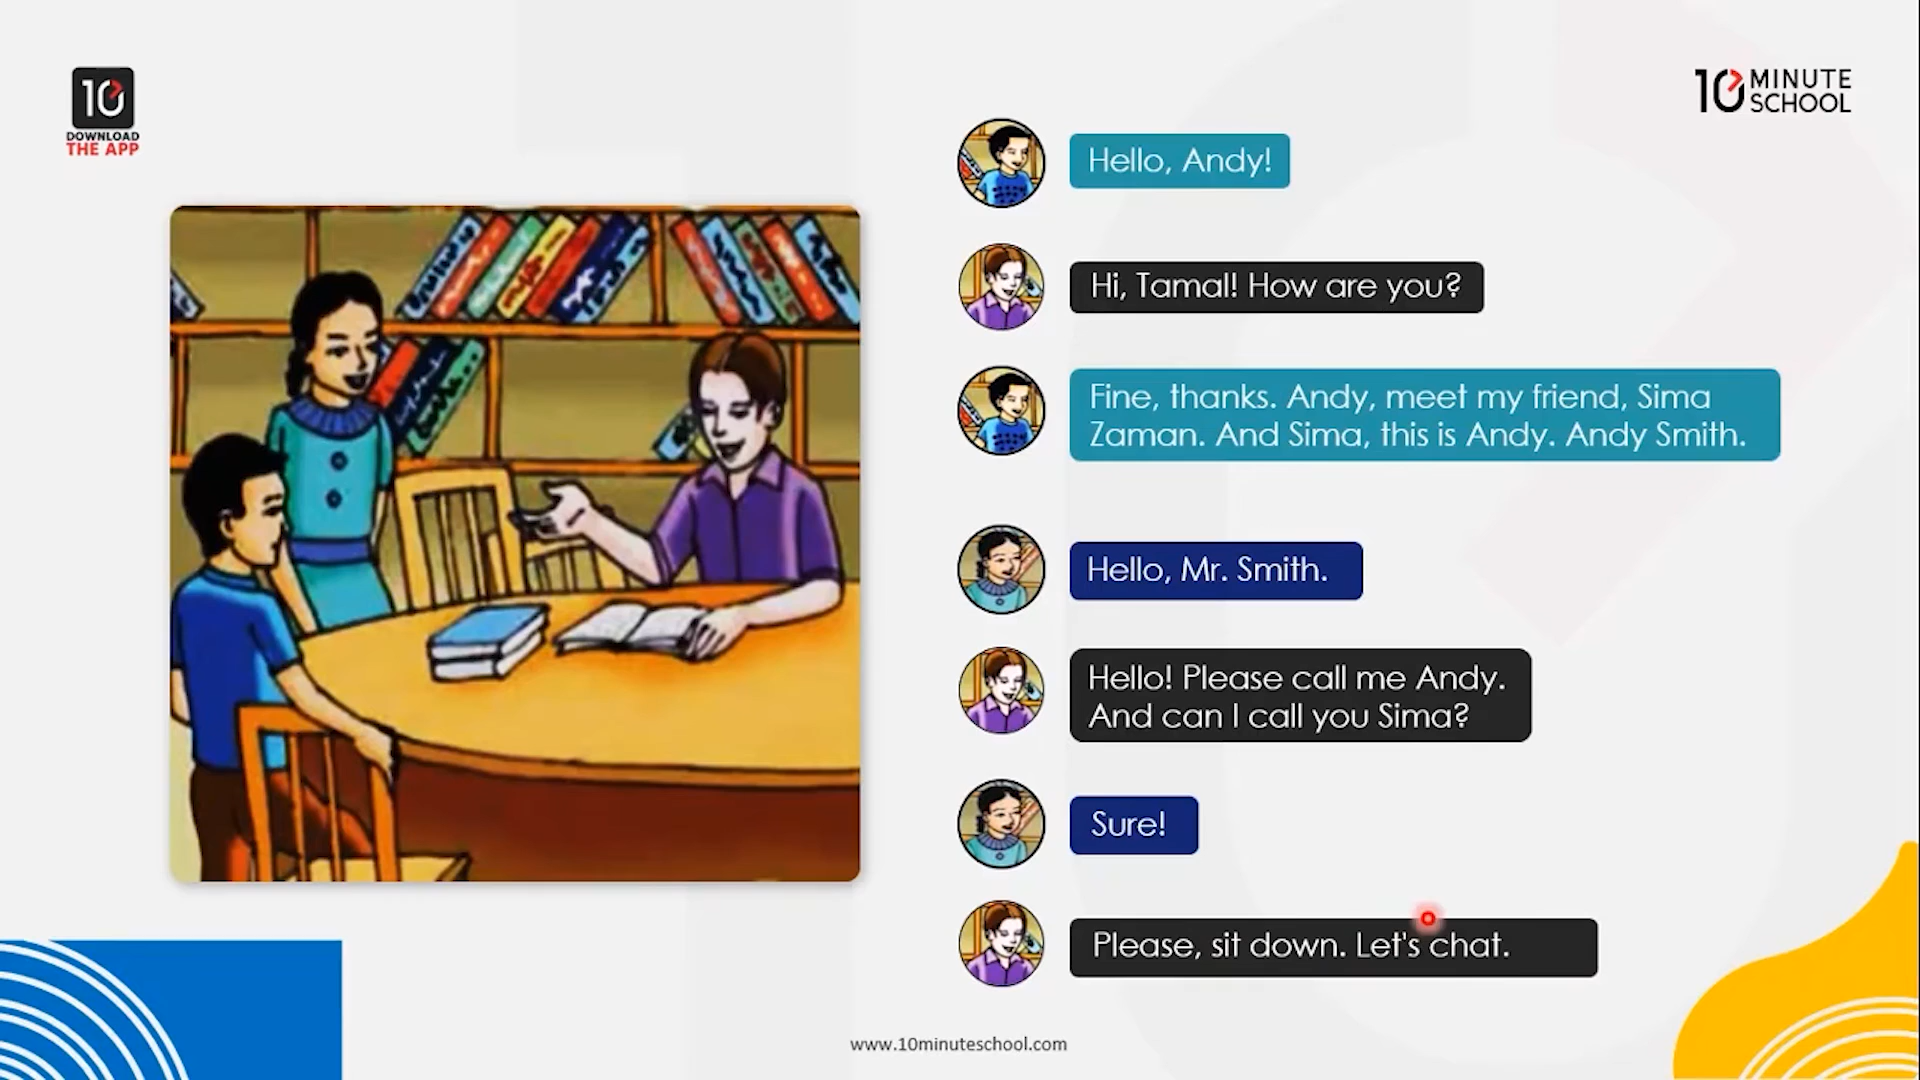 10
DOWNLOAD
THE APP
10 MINUTE
SCHOOL
Hello, Andy!
Hi, Tamal! How are you?
Fine, thanks. Andy, meet my friend, Sima
Zaman. And Sima, this is Andy. Andy Smith.
Hello, Mr. Smith.
Hello! Please call me Andy.
And can I call you Sima?
Sure!
Please, sit down. Let's chat.
www.10minuteschool.com